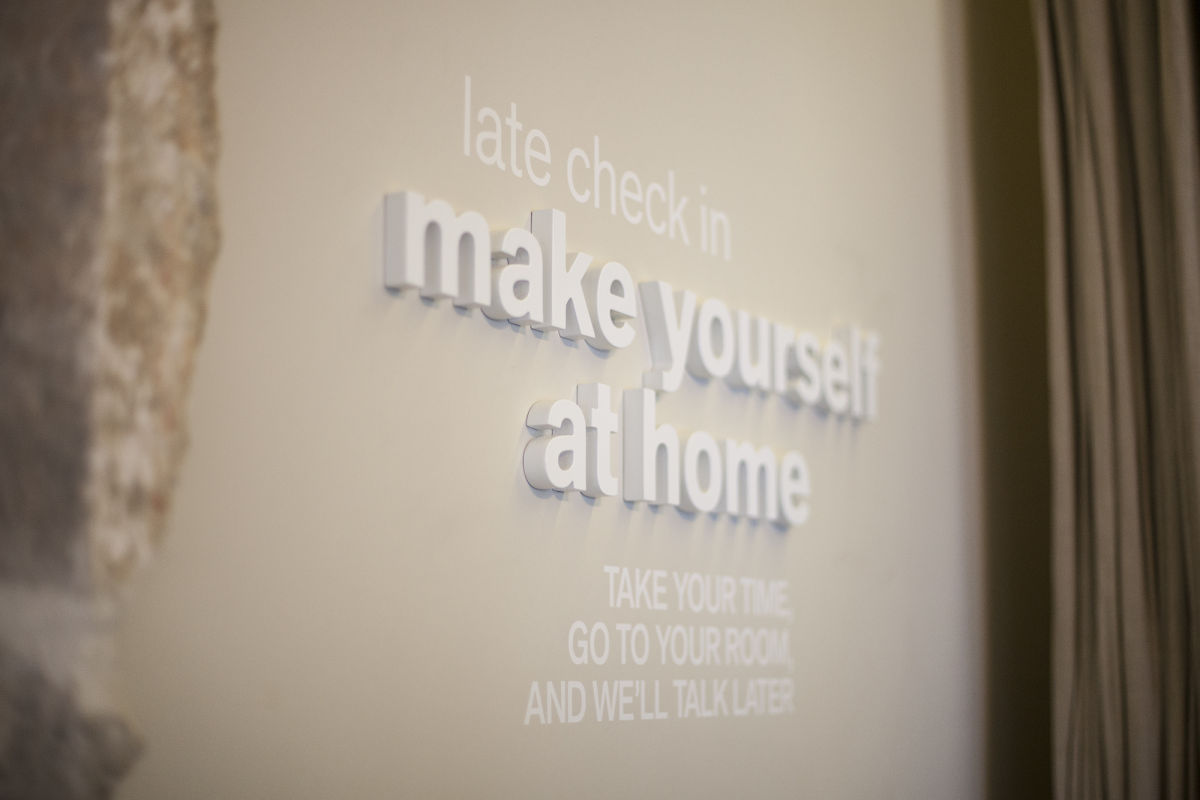 late check in
make yourself
at home
TAKE YOUR TIME,
GO TO YOUR ROOM,
AND WE'LL TALK LATER